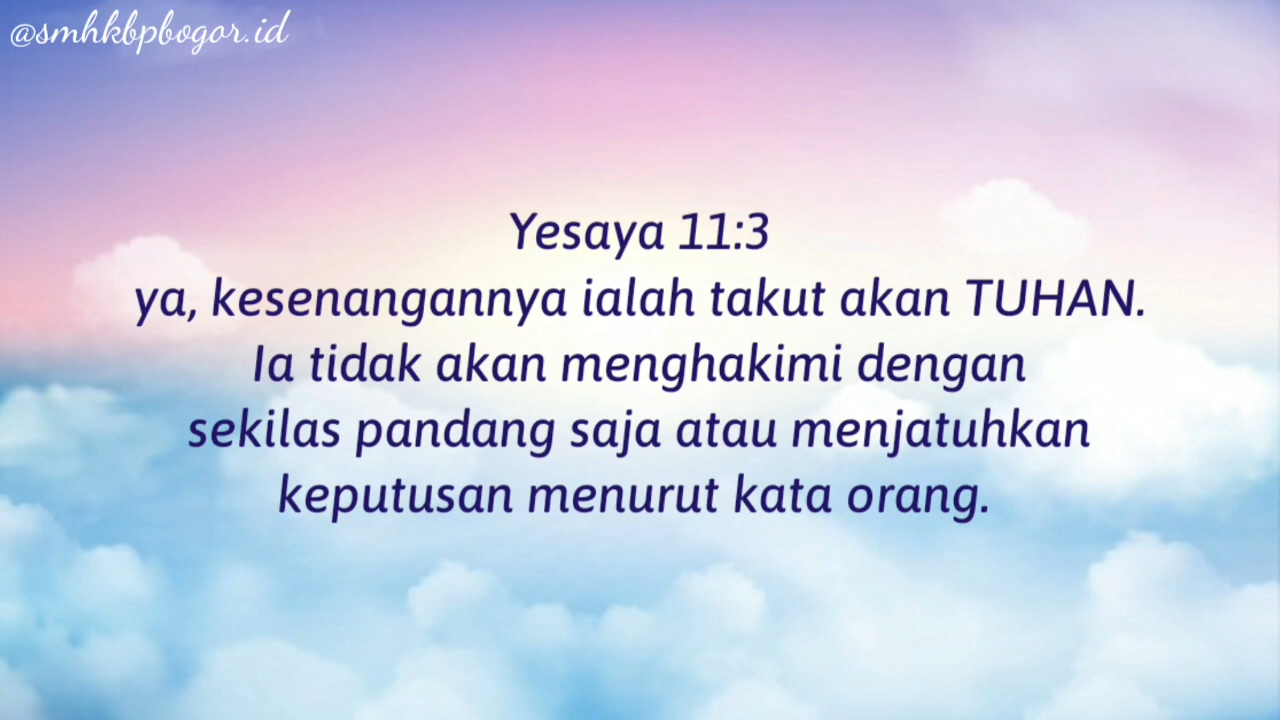 @smhkbpbogor.id
Yesaya 11:3
ya, kesenangannya ialah takut akan TUHAN.
Ia tidak akan menghakimi dengan
sekilas pandang saja atau menjatuhkan
keputusan menurut kata orang.